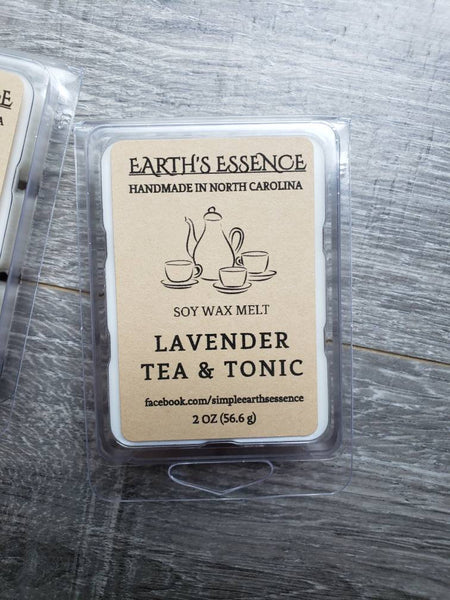 EARTH'S ESSENCE
HANDMADE IN NORTH CAROLINA
SOY WAX MELT
LAVENDER
TEA & TONIC
facebook.com/simpleearthsessence
2 OZ (56.6 g)